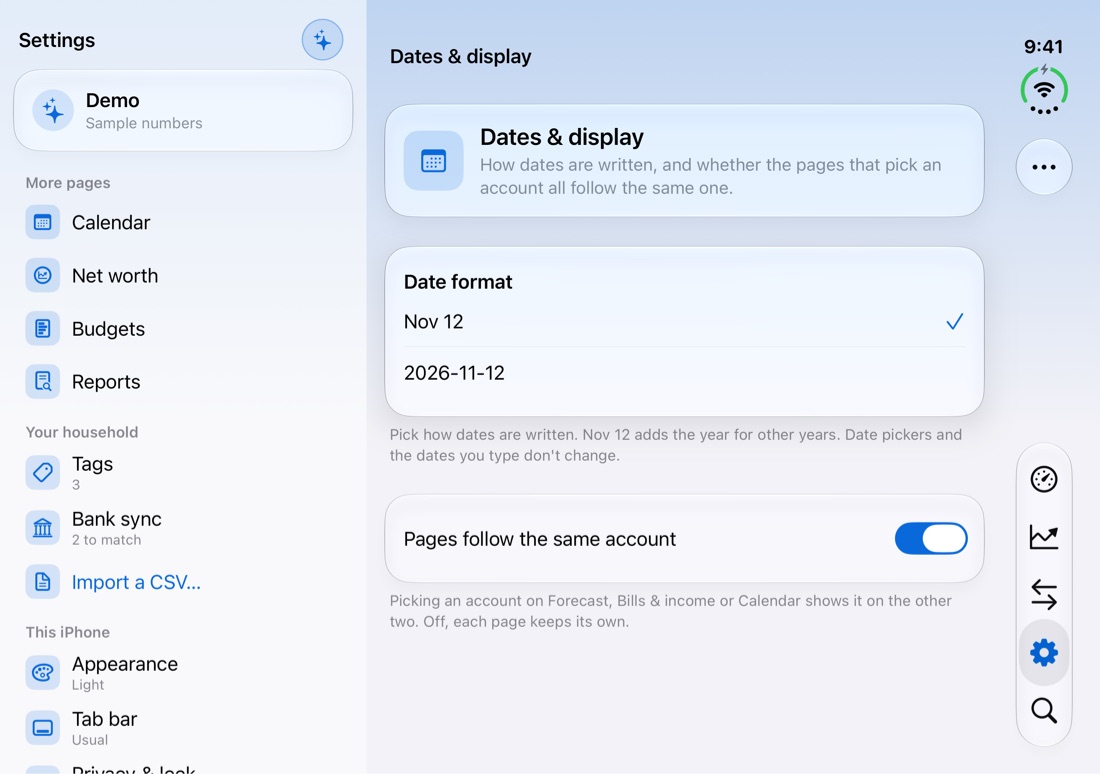 Settings
Demo
Sample numbers
More pages
Calendar
Net worth
Budgets
Reports
Your household
Tags
3
Bank sync
2 to match
Import a CSV...
This iPhone
Appearance
Light
Tab bar
Usual
Privacy & lock
Dates & display
Dates & display
How dates are written, and whether the pages that pick an
account all follow the same one.
Date format
Nov 12
2026-11-12
Pick how dates are written. Nov 12 adds the year for other years. Date pickers and
the dates you type don't change.
Pages follow the same account
Picking an account on Forecast, Bills & income or Calendar shows it on the other
two. Off, each page keeps its own.
9:41